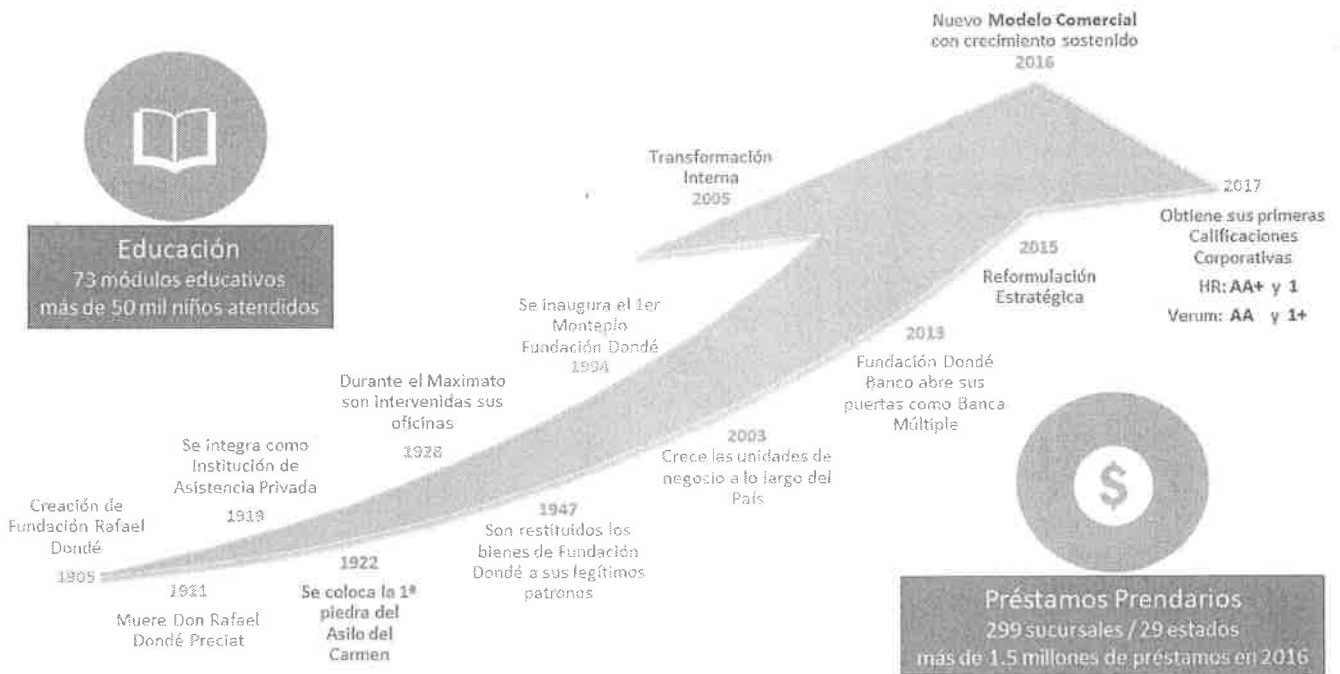 Nuevo Modelo Comercial
con crecimiento sostenido
2016
Transformación
Interna
2005
2017
Obtiene sus primeras
Calificaciones
Corporativas
HR: AA+ y 1
Verum: AA y 1+
2015
Reformulación
Estratégica
Educación
73 módulos educativos
más de 50 mil niños atendidos
Se inaugura el 1er
Montepío
Fundación Dondé
1994
2013
Fundación Dondé
Banco abre sus
puertas como Banca
Múltiple
Durante el Maximato
son intervenidas sus
oficinas
1928
2003
Crece las unidades de
negocio a lo largo del
País
Se integra como
Institución de
Asistencia Privada
1919
1947
Son restituidos los
bienes de Fundación
Dondé a sus legítimos
patronos
Creación de
Fundación Rafael
Dondé
1905
1922
Se coloca la 1ª
piedra del
Asilo del
Carmen
1911
Muere Don Rafael
Dondé Preciat
$
Préstamos Prendarios
299 sucursales / 29 estados
más de 1.5 millones de préstamos en 2016